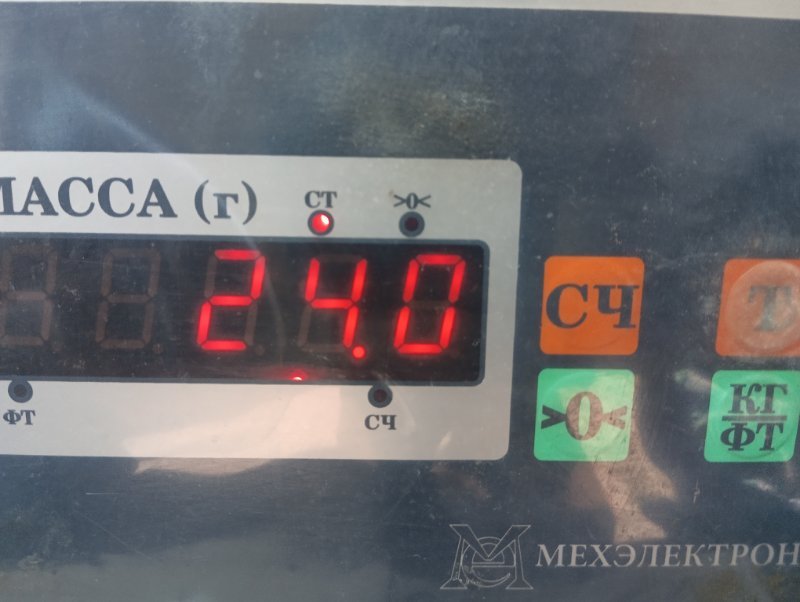 МАССА (г)
СТ >0<
24.0
ФТ СЧ
СЧ Т
>0< КГ
ФТ
МЕХЭЛЕКТРОН